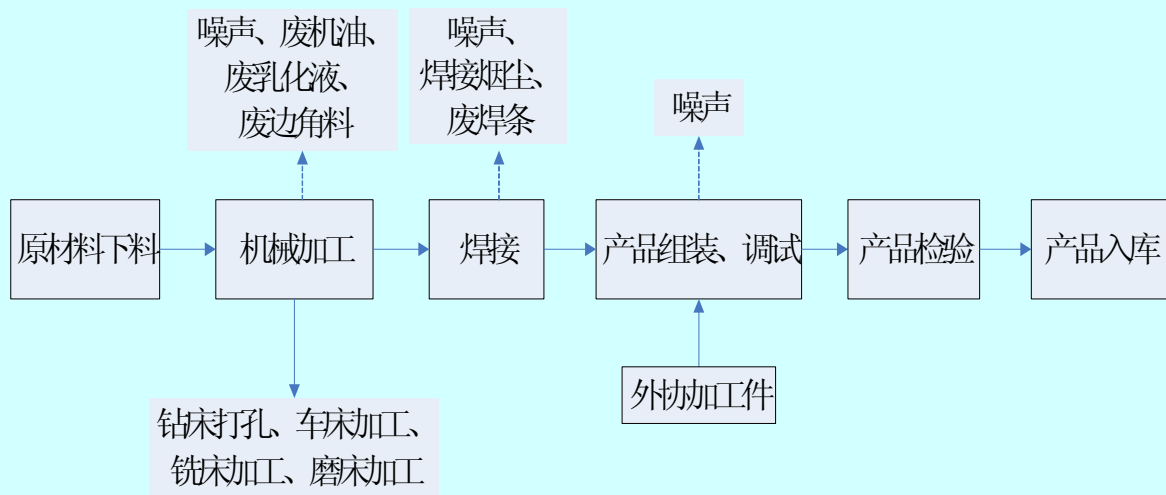 噪声、废机油、
废乳化液、
废边角料
噪声、
焊接烟尘、
废焊条
噪声
原材料下料
机械加工
焊接
产品组装、调试
产品检验
产品入库
外协加工件
钻床打孔、车床加工、
铣床加工、磨床加工